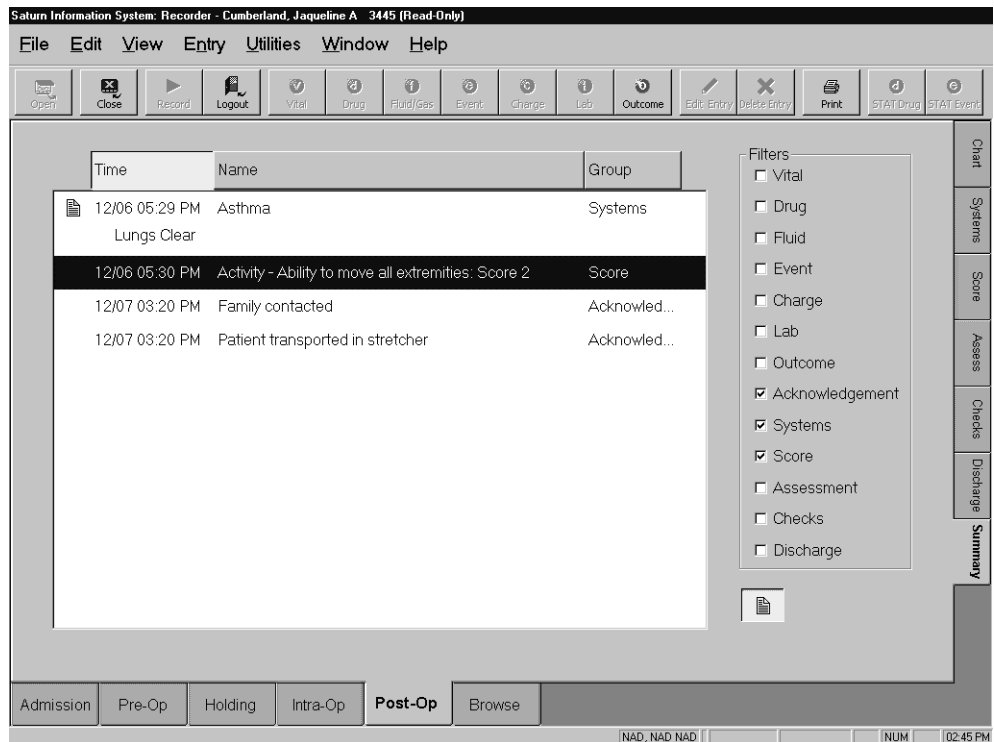 Saturn Information System: Recorder - Cumberland, Jaqueline A 3445 (Read-Only)
File Edit View Entry Utilities Window Help
Open Close Record Logout Vital Drug Fluid/Gas Event Charge Lab Outcome Edit Entry Delete Entry Print STAT Drug STAT Event
Time Name Group
12/06 05:29 PM Asthma Systems
Lungs Clear
12/06 05:30 PM Activity - Ability to move all extremities: Score 2 Score
12/07 03:20 PM Family contacted Acknowled...
12/07 03:20 PM Patient transported in stretcher Acknowled...
Filters
Vital
Drug
Fluid
Event
Charge
Lab
Outcome
Acknowledgement
Systems
Score
Assessment
Checks
Discharge
Chart
Systems
Score
Assess
Checks
Discharge
Summary
Admission Pre-Op Holding Intra-Op Post-Op Browse
NAD, NAD NAD NUM 02:45 PM